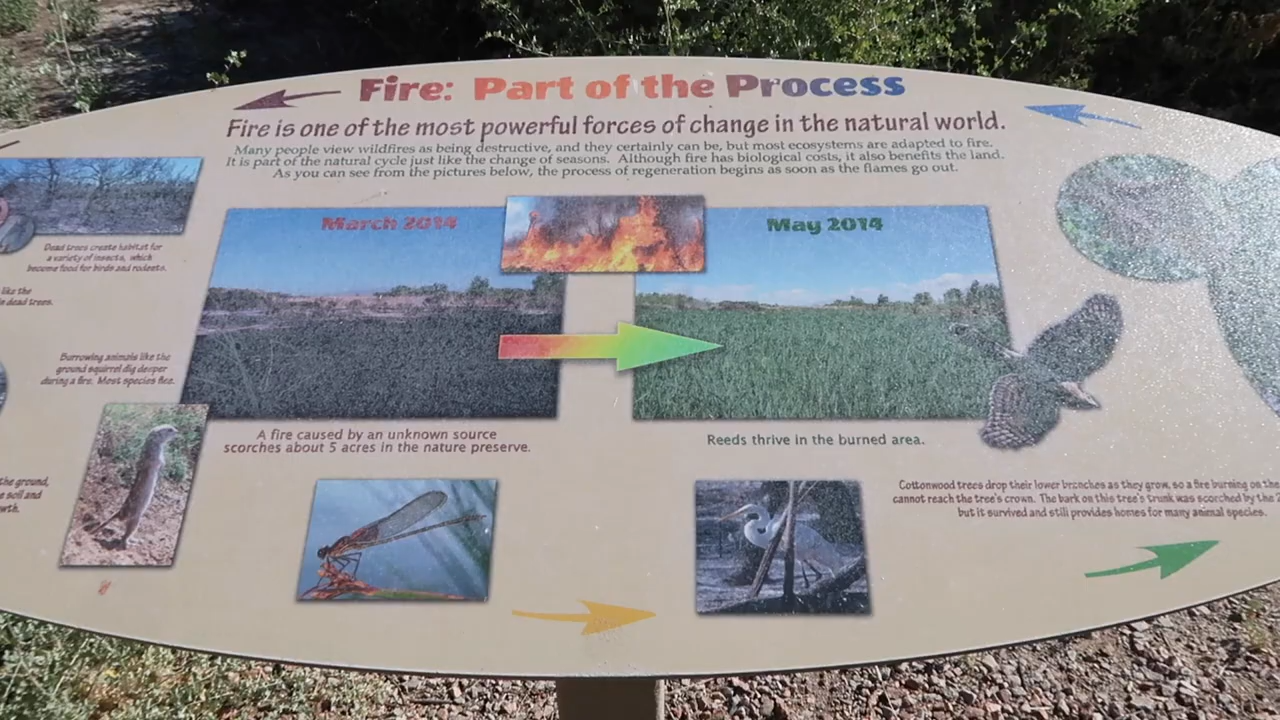 Fire: Part of the Process
Fire is one of the most powerful forces of change in the natural world.
Many people view wildfires as being destructive, and they certainly can be, but most ecosystems are adapted to fire.
It is part of the natural cycle just like the change of seasons. Although fire has biological costs, it also benefits the land.
As you can see from the pictures below, the process of regeneration begins as soon as the flames go out.
Dead trees create habitat for
a variety of insects, which
become food for birds and rodents.
like the
dead trees.
Burrowing animals like the
ground squirrel dig deeper
during a fire. Most species flee.
the ground,
soil and
March 2014
May 2014
A fire caused by an unknown source
scorches about 5 acres in the nature preserve.
Reeds thrive in the burned area.
Cottonwood trees drop their lower branches as they grow, so a fire burning on the
cannot reach the tree's crown. The bark on this tree's trunk was scorched by the
but it survived and still provides homes for many animal species.